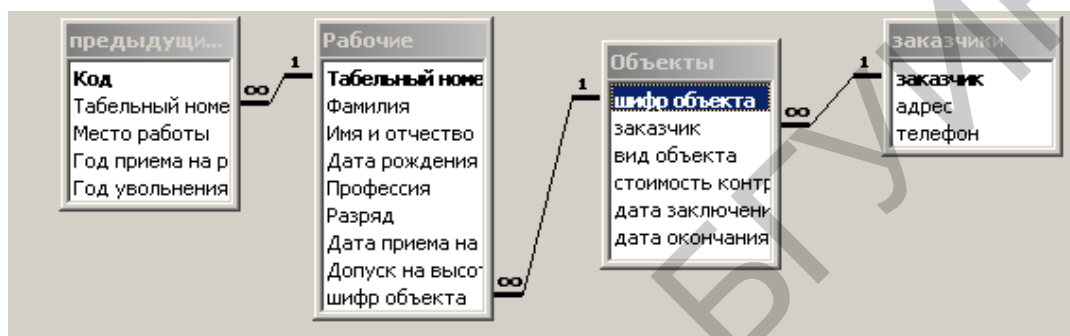 предыдущи...
Код
Табельный номе
Место работы
Год приема на р
Год увольнения
Рабочие
Табельный номе
Фамилия
Имя и отчество
Дата рождения
Профессия
Разряд
Дата приема на
Допуск на высот
шифр объекта
Объекты
шифр объекта
заказчик
вид объекта
стоимость контр
дата заключени
дата окончания
заказчики
заказчик
адрес
телефон
∞ 1
∞ 1
∞ 1
БГУИР